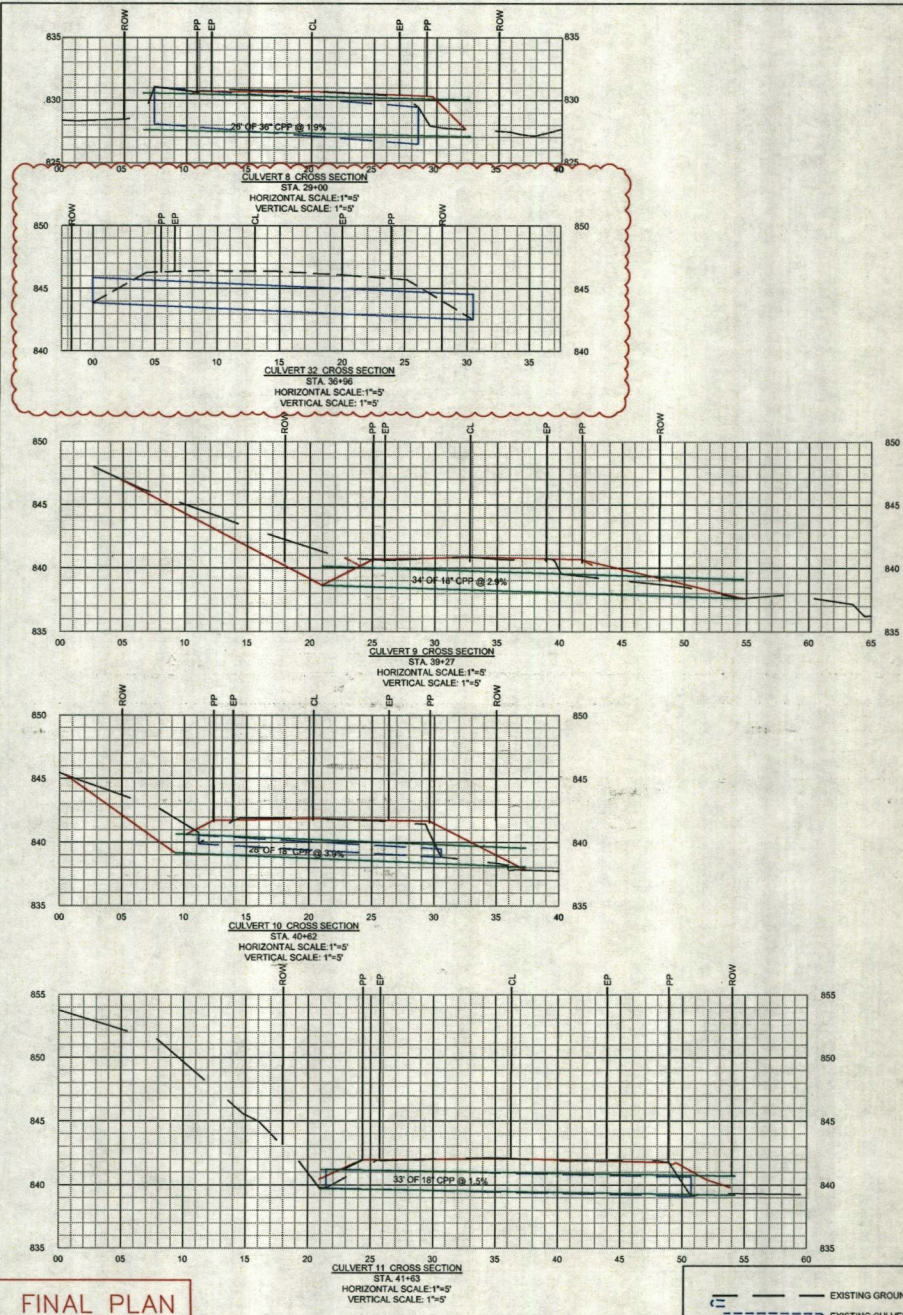 ROW PP EP CL EP PP ROW
835 835
830 830
26' OF 36" CPP @ 1.9%
825 825
00 05 10 15 20 25 30 35 40
CULVERT 8 CROSS SECTION
STA. 29+00
HORIZONTAL SCALE:1"=5'
VERTICAL SCALE: 1"=5'
ROW PP EP CL EP PP ROW
850 850
845 845
840 840
00 05 10 15 20 25 30 35
CULVERT 32 CROSS SECTION
STA. 36+96
HORIZONTAL SCALE:1"=5'
VERTICAL SCALE: 1"=5'
ROW PP EP CL EP PP ROW
850 850
845 845
840 840
34' OF 18" CPP @ 2.9%
835 835
00 05 10 15 20 25 30 35 40 45 50 55 60 65
CULVERT 9 CROSS SECTION
STA. 39+27
HORIZONTAL SCALE:1"=5'
VERTICAL SCALE: 1"=5'
ROW PP EP CL EP PP ROW
850 850
845 845
840 840
28' OF 18" CPP @ 3.9%
835 835
00 05 10 15 20 25 30 35 40
CULVERT 10 CROSS SECTION
STA. 40+62
HORIZONTAL SCALE:1"=5'
VERTICAL SCALE: 1"=5'
ROW PP EP CL EP PP ROW
855 855
850 850
845 845
840 840
33' OF 18" CPP @ 1.5%
835 835
00 05 10 15 20 25 30 35 40 45 50 55 60
CULVERT 11 CROSS SECTION
STA. 41+63
HORIZONTAL SCALE:1"=5'
VERTICAL SCALE: 1"=5'
FINAL PLAN
EXISTING GROUN